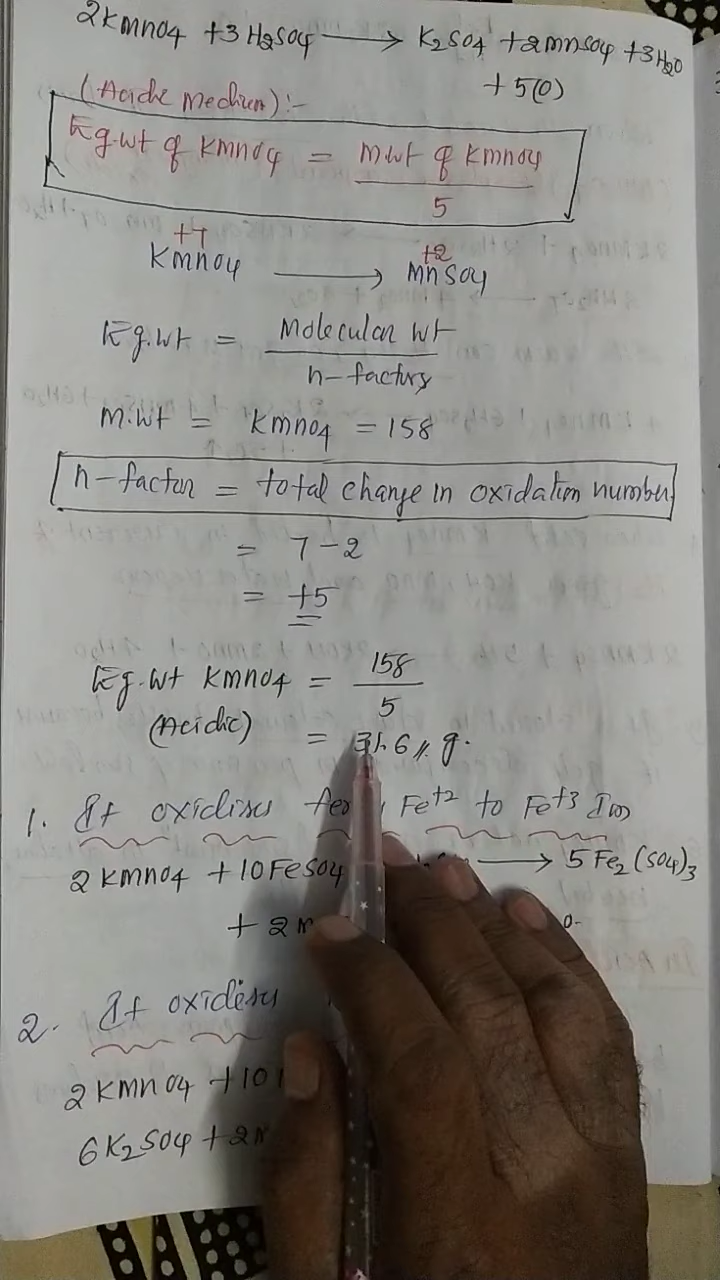 2KMnO4 + 3H2SO4 → K2SO4 + 2MnSO4 + 3H2O
+ 5(O)
(Acidic Medium):-
Eq.wt of KMnO4 = M.wt of KMnO4
5
+7 +2
KMnO4 → MnSO4
Eq.wt = Molecular wt
n-factors
M.wt = KMnO4 = 158
n-factor = total change in oxidation number
= 7-2
= +5
Eq.wt KMnO4 = 158
5
(Acidic) = 31.6 g.
1. It oxidises Fe+2 to Fe+3 Ion
2KMnO4 + 10FeSO4 → 5Fe2(SO4)3
+ 2
2. It oxidises
2KMnO4 + 10
6K2SO4 + 2